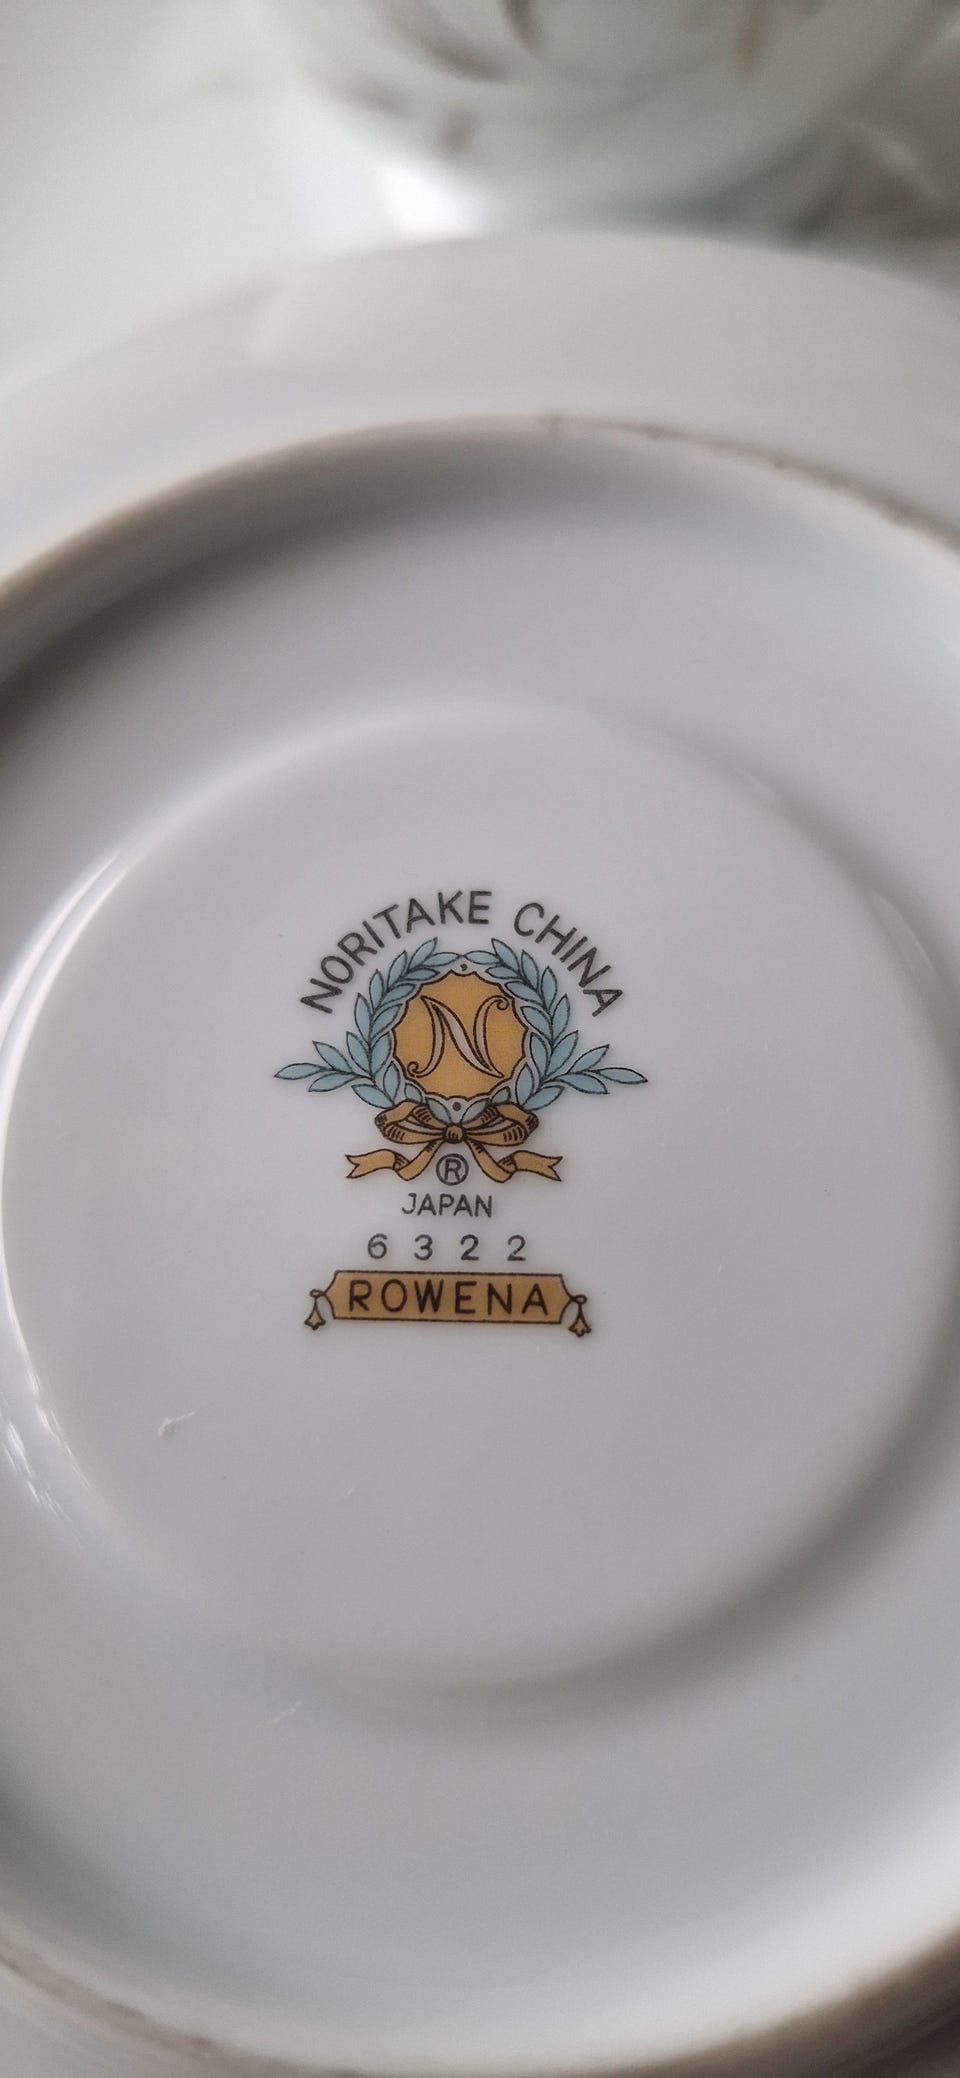 NORITAKE CHINA
N
®
JAPAN
6322
ROWENA